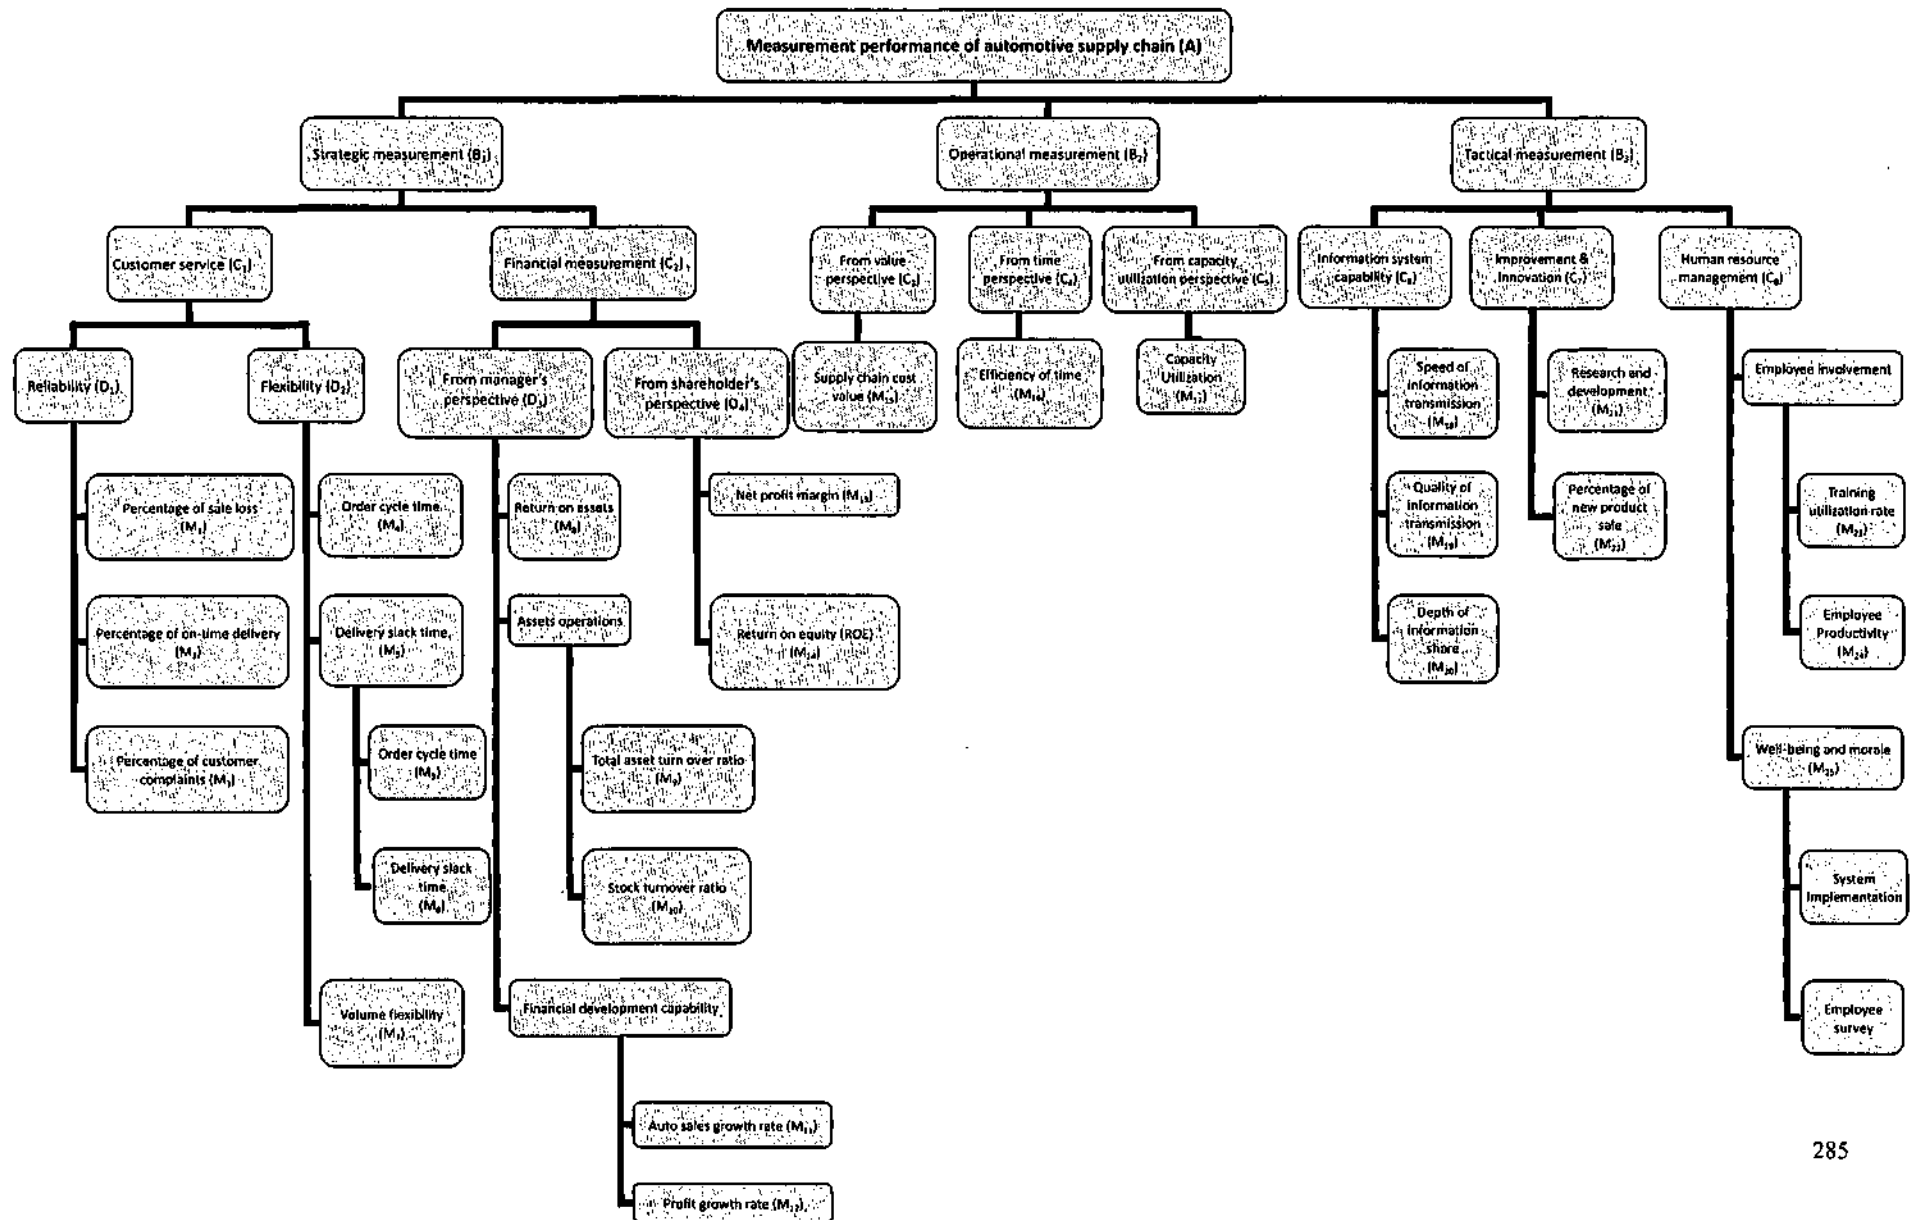 Measurement performance of automotive supply chain (A)
Strategic measurement (B₁)
Operational measurement (B₂)
Tactical measurement (B₃)
Customer service (C₁)
Financial measurement (C₂)
From value
perspective (C₃)
From time
perspective (C₄)
From capacity
utilization perspective (C₅)
Information system
capability (C₆)
Improvement &
Innovation (C₇)
Human resource
management (C₈)
Reliability (D₁)
Flexibility (D₂)
From manager's
perspective (D₃)
From shareholder's
perspective (D₄)
Supply chain cost
value (M₁₅)
Efficiency of time
(M₁₆)
Capacity
Utilization
(M₁₇)
Speed of
information
transmission
(M₁₈)
Research and
development
(M₂₁)
Employee involvement
Percentage of sale loss
(M₁)
Order cycle time
(M₄)
Return on assets
(M₈)
Net profit margin (M₁₃)
Quality of
information
transmission
(M₁₉)
Percentage of
new product
sale
(M₂₂)
Training
utilization rate
(M₂₃)
Percentage of on-time delivery
(M₂)
Delivery slack time
(M₅)
Assets operations
Return on equity (ROE)
(M₁₄)
Depth of
information
share
(M₂₀)
Employee
Productivity
(M₂₄)
Percentage of customer
complaints (M₃)
Order cycle time
(M₅)
Total asset turn over ratio
(M₉)
Well-being and morale
(M₂₅)
Delivery slack
time
(M₆)
Stock turnover ratio
(M₁₀)
System
Implementation
Volume flexibility
(M₇)
Financial development capability
Employee
survey
Auto sales growth rate (M₁₁)
Profit growth rate (M₁₂)
285